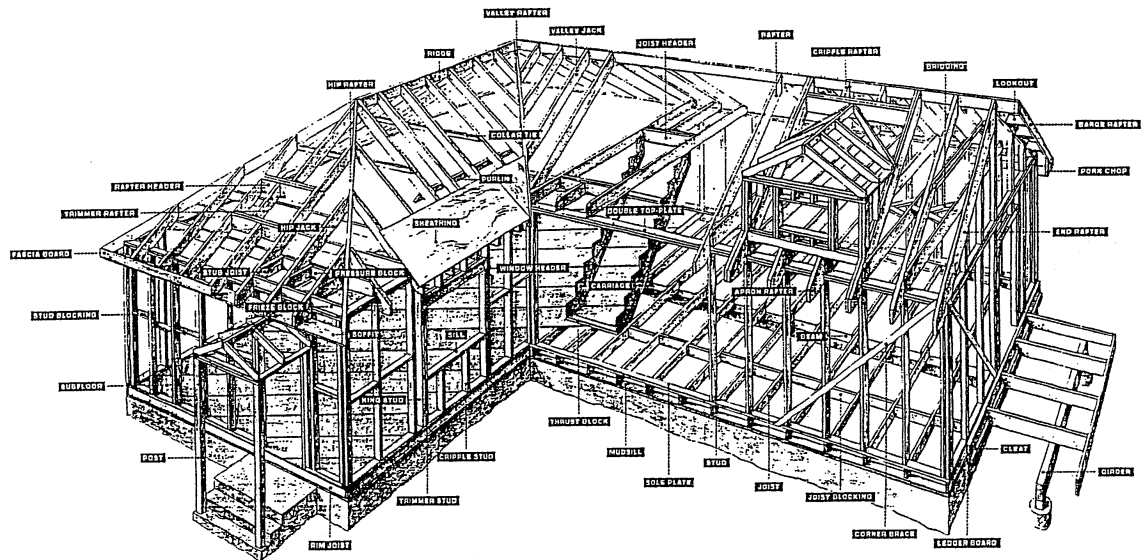 VALLEY RAFTER
VALLEY JACK
RAFTER
RIDGE
JOIST HEADER
CRIPPLE RAFTER
BRIDGING
HIP RAFTER
LOOKOUT
BARGE RAFTER
COLLER TIE
PORK CHOP
PURLIN
RAFTER HEADER
DOUBLE TOP-PLATE
TRIMMER RAFTER
SHEATHING
HIP JACK
END RAFTER
FASCIA BOARD
WINDOW HEADER
STUB JOIST
PRESSURE BLOCK
CARRIAGE
APRON RAFTER
FRIEZE BLOCK
STUD BLOCKING
SOFFIT
SILL
SUBFLOOR
KING STUD
THRUST BLOCK
MUDSILL
CRIPPLE STUD
CLEAT
POST
STUD
GIRDER
SOLE PLATE
JOIST
JOIST BLOCKING
TRIMMER STUD
CORNER BRACE
RIM JOIST
LEDGER BOARD